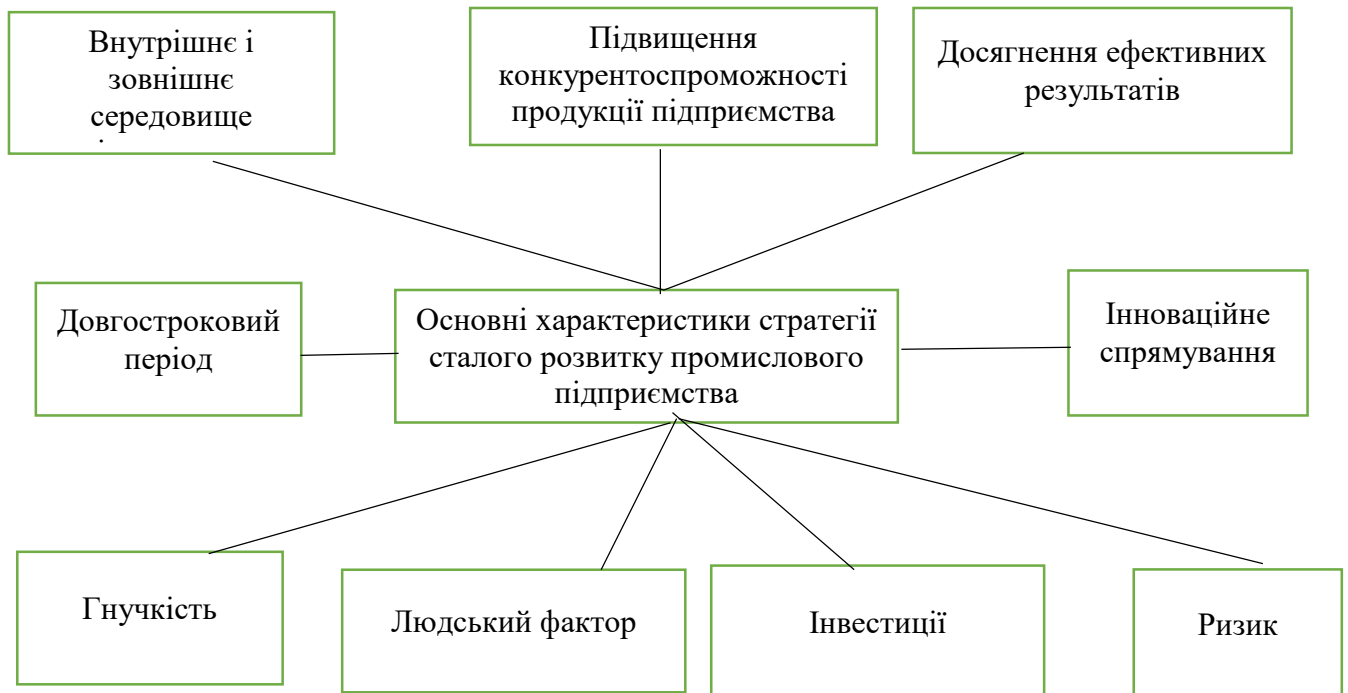 Внутрішнє і
зовнішнє
середовище
Підвищення
конкурентоспроможності
продукції підприємства
Досягнення ефективних
результатів
Довгостроковий
період
Основні характеристики стратегії
сталого розвитку промислового
підприємства
Інноваційне
спрямування
Гнучкість
Людський фактор
Інвестиції
Ризик